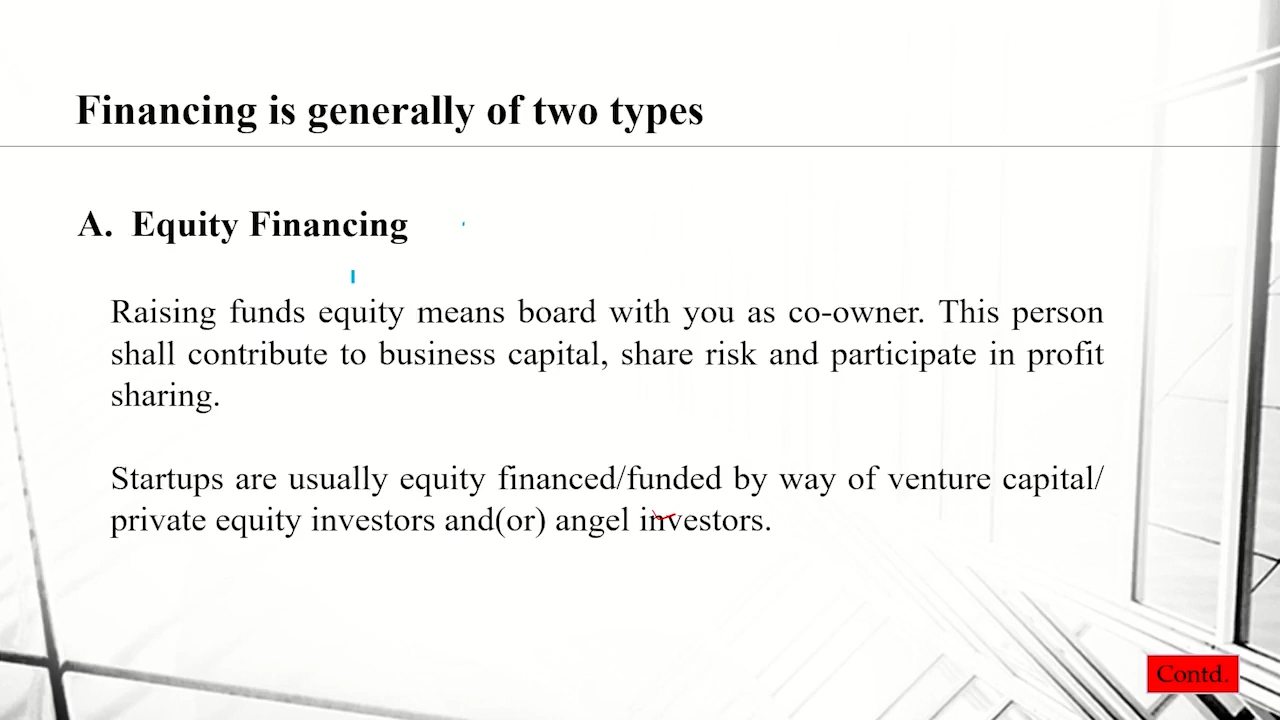 Financing is generally of two types
A. Equity Financing
Raising funds equity means board with you as co-owner. This person
shall contribute to business capital, share risk and participate in profit
sharing.
Startups are usually equity financed/funded by way of venture capital/
private equity investors and(or) angel investors.
Contd.